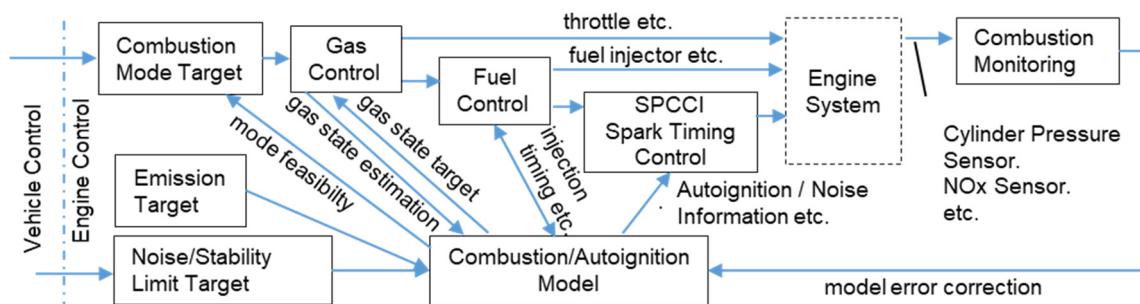 Vehicle Control
Engine Control
Combustion
Mode Target
Gas
Control
throttle etc.
fuel injector etc.
Fuel
Control
SPCCI
Spark Timing
Control
Engine
System
Combustion
Monitoring
Cylinder Pressure
Sensor.
NOx Sensor.
etc.
mode feasibilty
gas state estimation
gas state target
injection
timing etc.
Autoignition / Noise
Information etc.
Emission
Target
Noise/Stability
Limit Target
Combustion/Autoignition
Model
model error correction